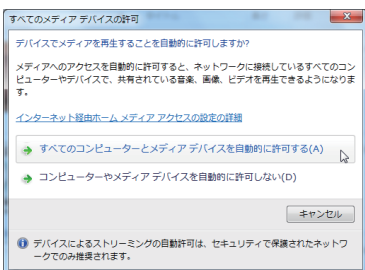 すべてのメディア デバイスの許可
デバイスでメディアを再生することを自動的に許可しますか?
メディアへのアクセスを自動的に許可すると、ネットワークに接続しているすべてのコン
ピューターやデバイスで、共有されている音楽、画像、ビデオを再生できるようになりま
す。
インターネット経由ホーム メディア アクセスの設定の詳細
すべてのコンピューターとメディア デバイスを自動的に許可する(A)
コンピューターやメディア デバイスを自動的に許可しない(D)
キャンセル
デバイスによるストリーミングの自動許可は、セキュリティで保護されたネットワ
ークでのみ推奨されます。